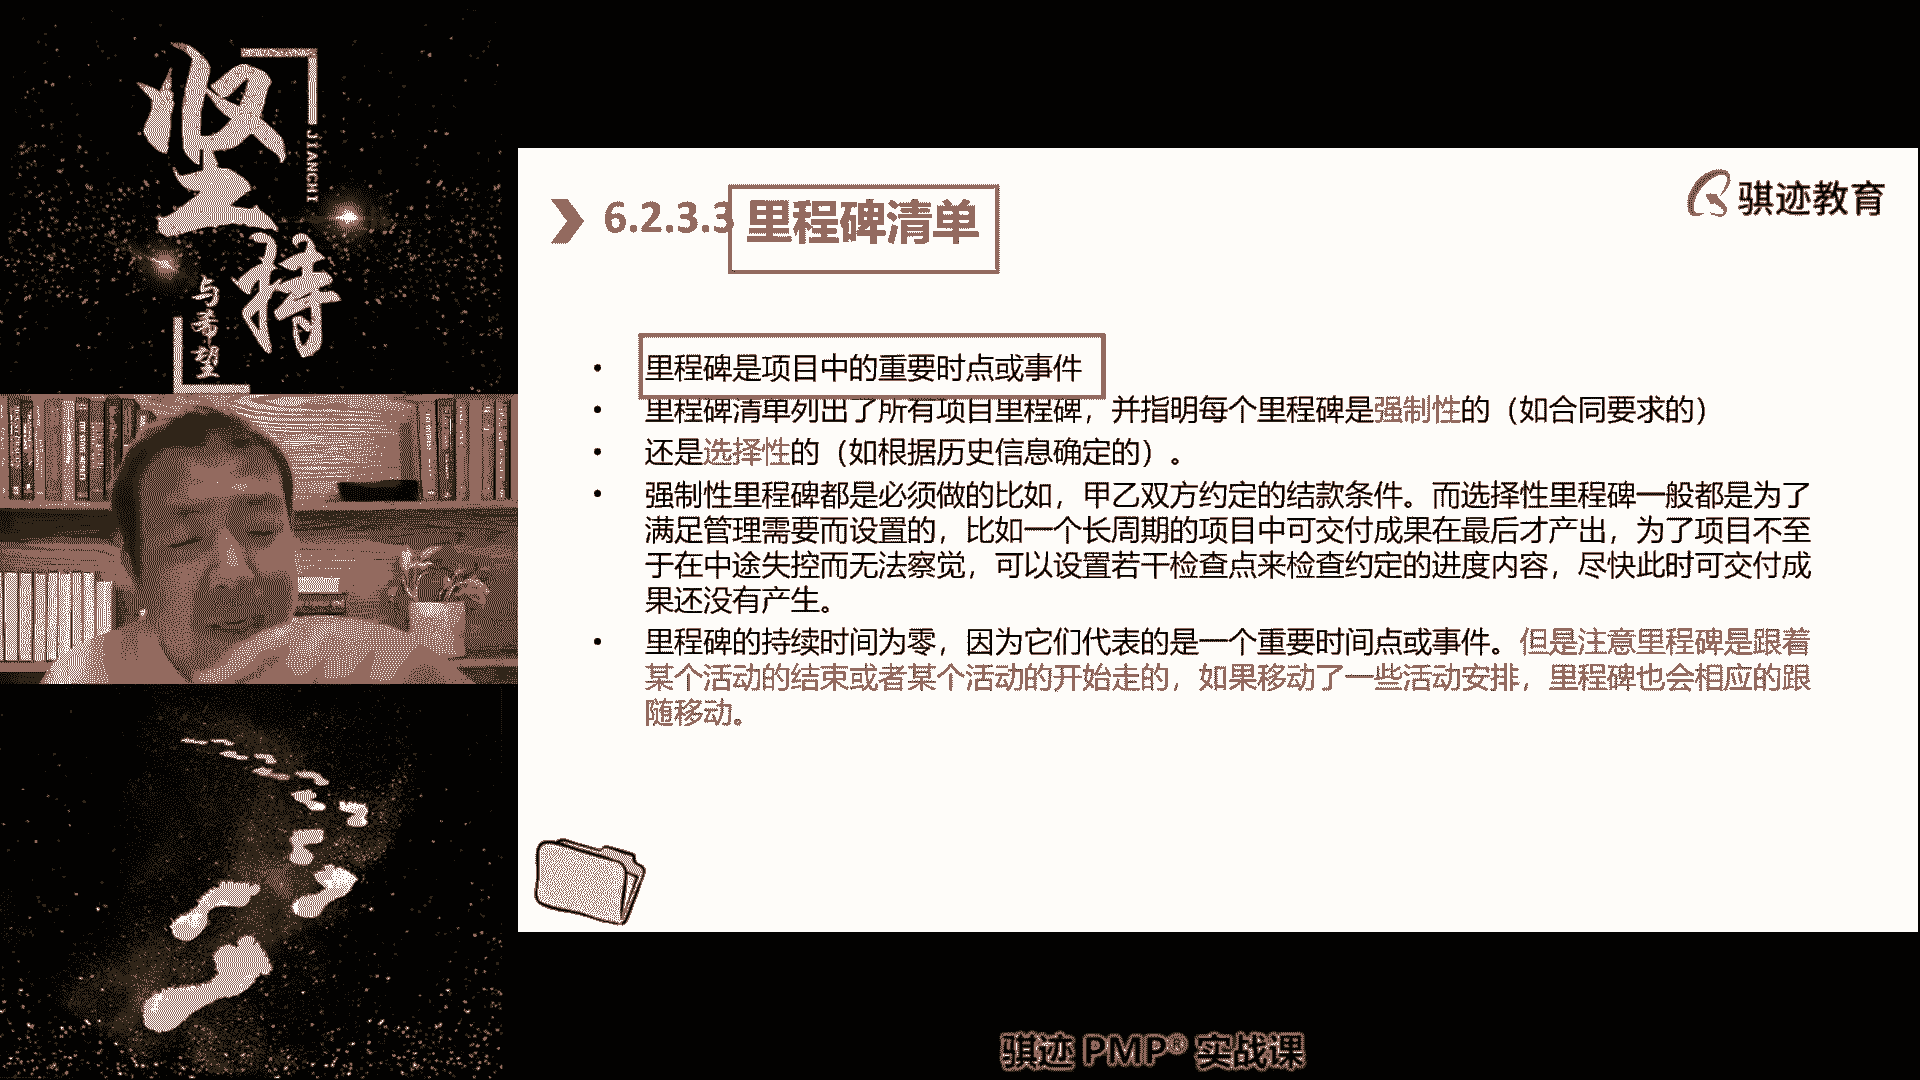 坚持
JIANCHI
与希望
骐迹教育
6.2.3.3 里程碑清单
• 里程碑是项目中的重要时点或事件
• 里程碑清单列出了所有项目里程碑，并指明每个里程碑是强制性的（如合同要求的）
• 还是选择性的（如根据历史信息确定的）。
• 强制性里程碑都是必须做的比如，甲乙双方约定的结款条件。而选择性里程碑一般都是为了
满足管理需要而设置的，比如一个长周期的项目中可交付成果在最后才产出，为了项目不至
于在中途失控而无法察觉，可以设置若干检查点来检查约定的进度内容，尽快此时可交付成
果还没有产生。
• 里程碑的持续时间为零，因为它们代表的是一个重要时间点或事件。但是注意里程碑是跟着
某个活动的结束或者某个活动的开始走的，如果移动了一些活动安排，里程碑也会相应的跟
随移动。
骐迹 PMP® 实战课